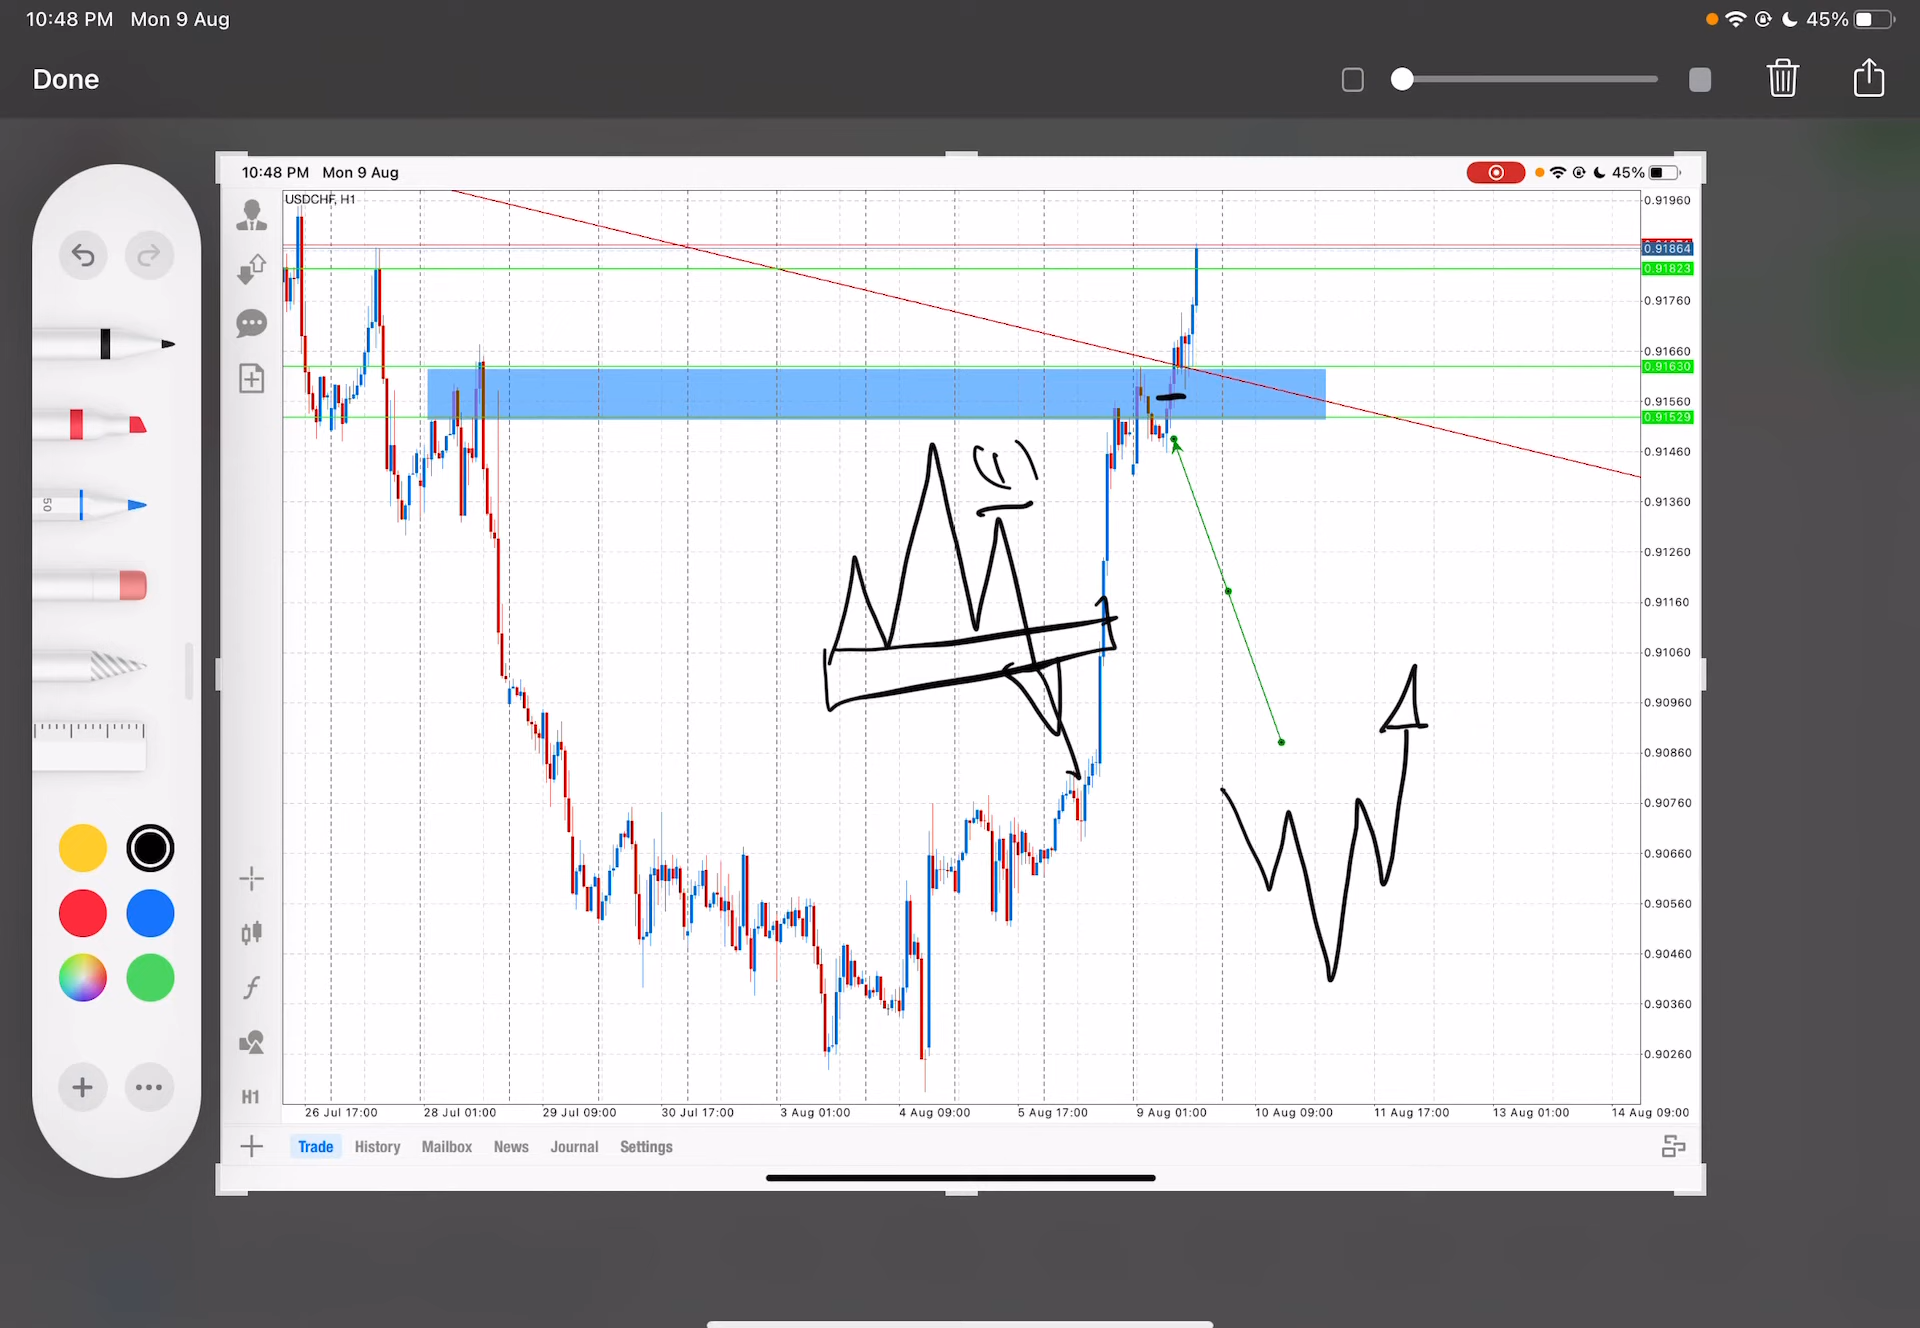 10:48 PM Mon 9 Aug
45%
Done
10:48 PM Mon 9 Aug
45%
USDCHF, H1
0.91960
0.91864
0.91823
0.91760
0.91660
0.91630
0.91560
0.91529
0.91460
0.91360
0.91260
0.91160
0.91060
0.90960
0.90860
0.90760
0.90660
0.90560
0.90460
0.90360
0.90260
50
H1
26 Jul 17:00
28 Jul 01:00
29 Jul 09:00
30 Jul 17:00
3 Aug 01:00
4 Aug 09:00
5 Aug 17:00
9 Aug 01:00
10 Aug 09:00
11 Aug 17:00
13 Aug 01:00
14 Aug 09:00
Trade
History
Mailbox
News
Journal
Settings